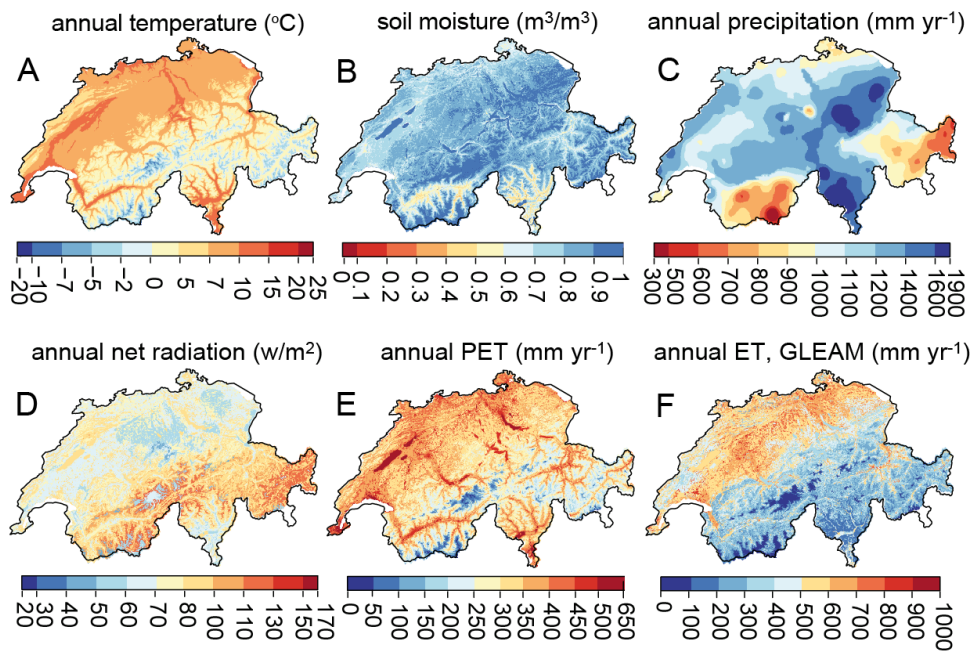 annual temperature (°C) soil moisture (m³/m³) annual precipitation (mm yr⁻¹)
A B C
-20 -10 -7 -5 -2 0 5 7 10 15 22 25
0 0.1 0.2 0.3 0.4 0.5 0.6 0.7 0.8 0.9 1
300 400 500 600 700 800 900 1000 1100 1200 1400 1600 1900
annual net radiation (w/m²) annual PET (mm yr⁻¹) annual ET, GLEAM (mm yr⁻¹)
D E F
20 30 40 50 60 70 80 90 110 130 150 170
0 50 100 150 200 250 300 350 400 450 500 550 650
0 100 200 300 400 500 600 700 800 900 1000